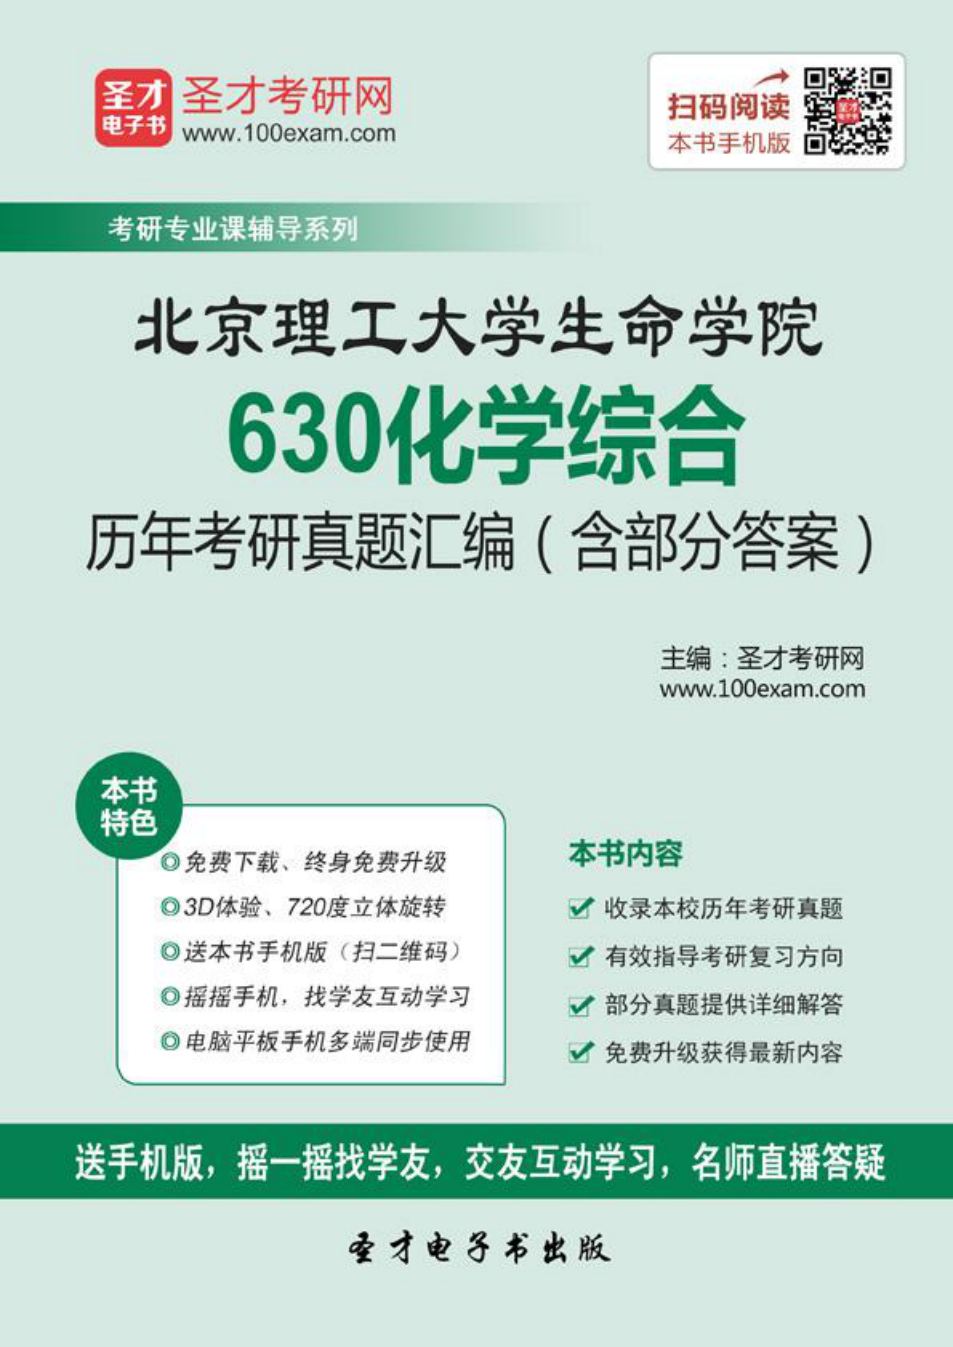 圣才
电子书
圣才考研网
www.100exam.com
扫码阅读
本书手机版
圣才
电子书
考研专业课辅导系列
北京理工大学生命学院
630化学综合
历年考研真题汇编（含部分答案）
主编：圣才考研网
www.100exam.com
本书
特色
◎免费下载、终身免费升级
◎3D体验、720度立体旋转
◎送本书手机版（扫二维码）
◎摇摇手机，找学友互动学习
◎电脑平板手机多端同步使用
本书内容
收录本校历年考研真题
有效指导考研复习方向
部分真题提供详细解答
免费升级获得最新内容
送手机版，摇一摇找学友，交友互动学习，名师直播答疑
圣才电子书出版